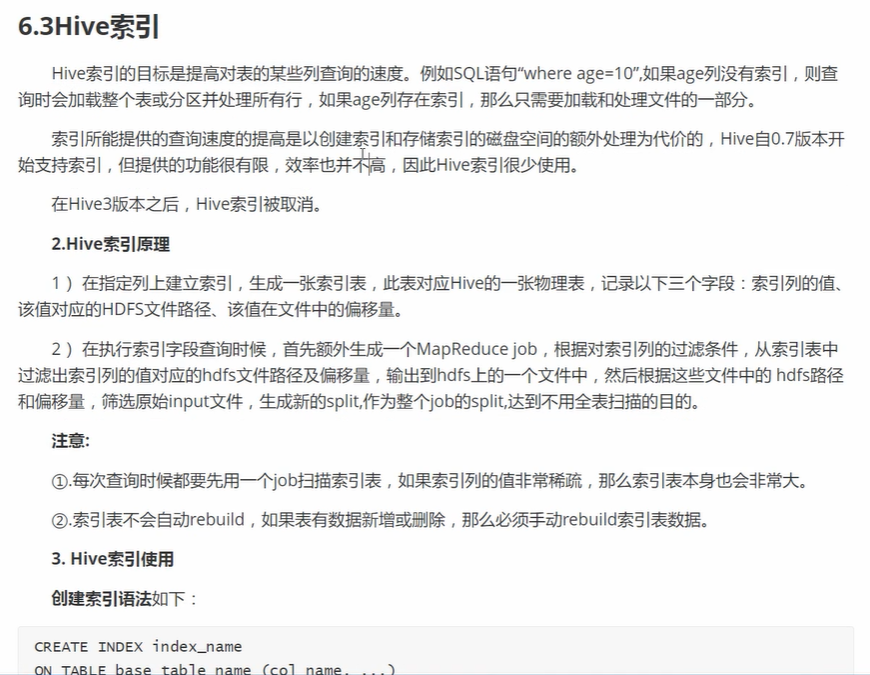 6.3Hive索引
Hive索引的目标是提高对表的某些列查询的速度。例如SQL语句“where age=10”,如果age列没有索引，则查
询时会加载整个表或分区并处理所有行，如果age列存在索引，那么只需要加载和处理文件的一部分。
索引所能提供的查询速度的提高是以创建索引和存储索引的磁盘空间的额外处理为代价的，Hive自0.7版本开
始支持索引，但提供的功能很有限，效率也并不高，因此Hive索引很少使用。
在Hive3版本之后，Hive索引被取消。
2.Hive索引原理
1 ）在指定列上建立索引，生成一张索引表，此表对应Hive的一张物理表，记录以下三个字段：索引列的值、
该值对应的HDFS文件路径、该值在文件中的偏移量。
2 ）在执行索引字段查询时候，首先额外生成一个MapReduce job，根据对索引列的过滤条件，从索引表中
过滤出索引列的值对应的hdfs文件路径及偏移量，输出到hdfs上的一个文件中，然后根据这些文件中的 hdfs路径
和偏移量，筛选原始input文件，生成新的split,作为整个job的split,达到不用全表扫描的目的。
注意:
①.每次查询时候都要先用一个job扫描索引表，如果索引列的值非常稀疏，那么索引表本身也会非常大。
②.索引表不会自动rebuild，如果表有数据新增或删除，那么必须手动rebuild索引表数据。
3. Hive索引使用
创建索引语法如下：
CREATE INDEX index_name
ON TABLE base_table_name (col_name, ...)